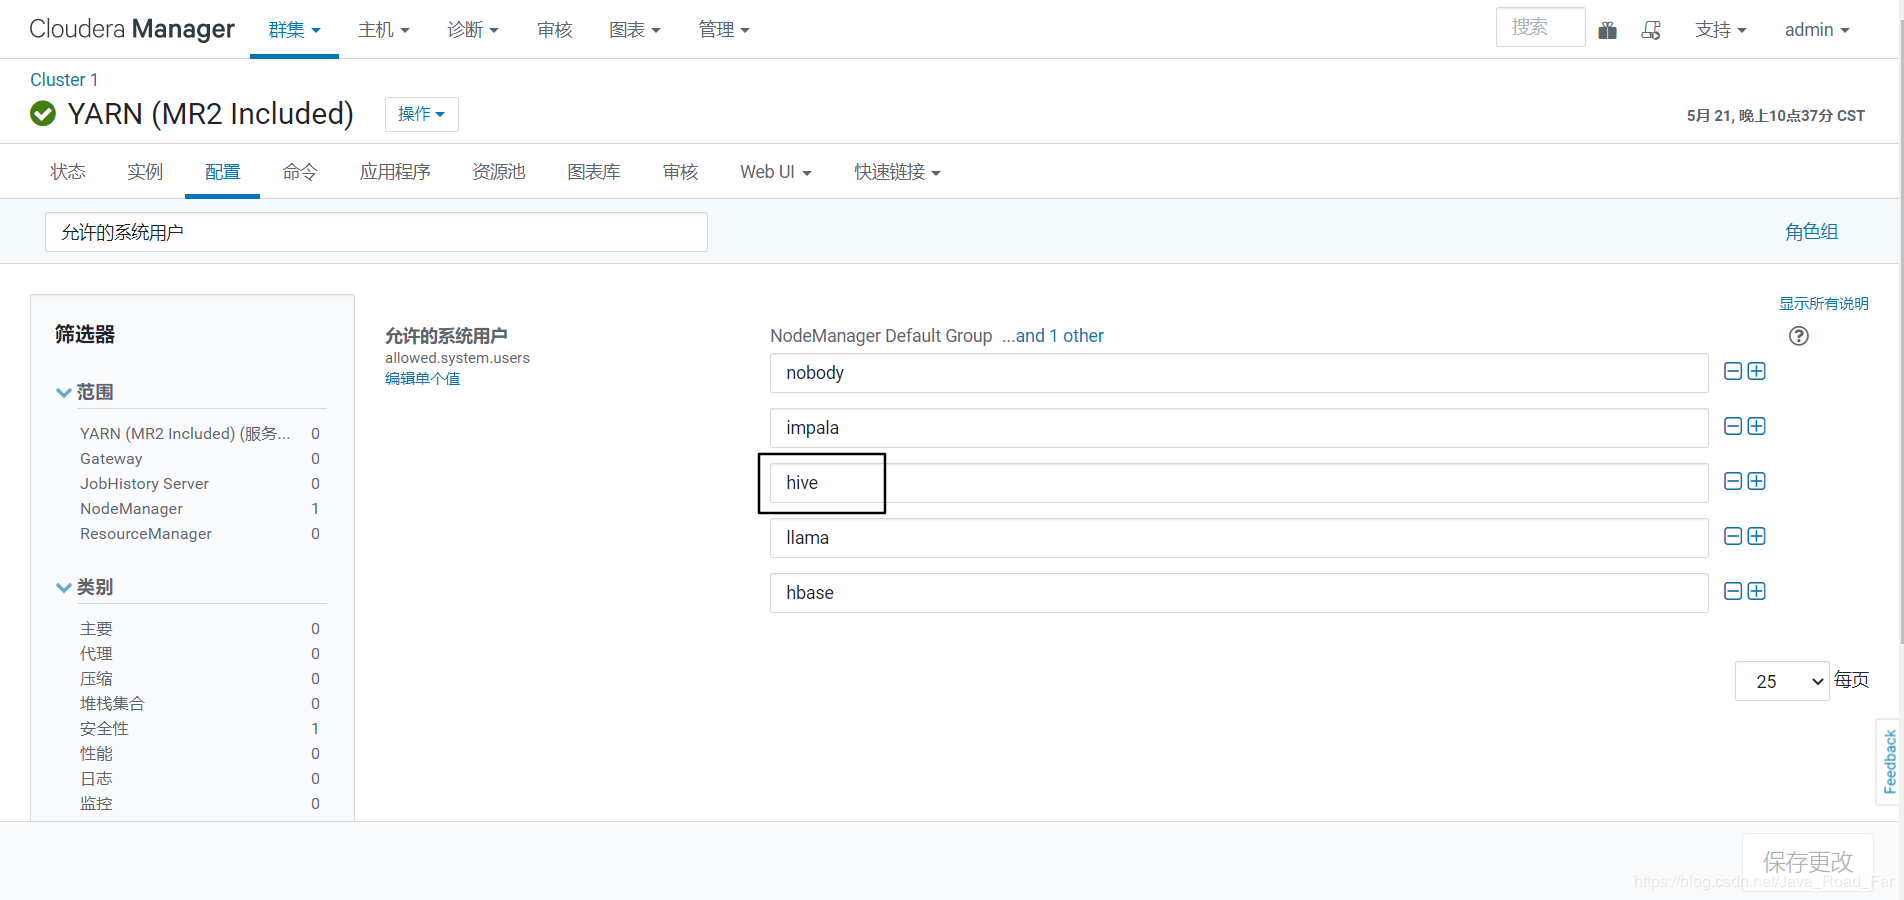 Cloudera Manager 群集 主机 诊断 审核 图表 管理 搜索 支持 admin
Cluster 1
YARN (MR2 Included) 操作
5月 21, 晚上10点37分 CST
状态 实例 配置 命令 应用程序 资源池 图表库 审核 Web UI 快速链接
允许的系统用户 角色组
显示所有说明
筛选器
范围
YARN (MR2 Included) (服务... 0
Gateway 0
JobHistory Server 0
NodeManager 1
ResourceManager 0
类别
主要 0
代理 0
压缩 0
堆栈集合 0
安全性 1
性能 0
日志 0
监控 0
允许的系统用户
allowed.system.users
编辑单个值
NodeManager Default Group ...and 1 other
nobody
impala
hive
llama
hbase
25 每页
Feedback
保存更改
https://blog.csdn.net/Java_Road_Far